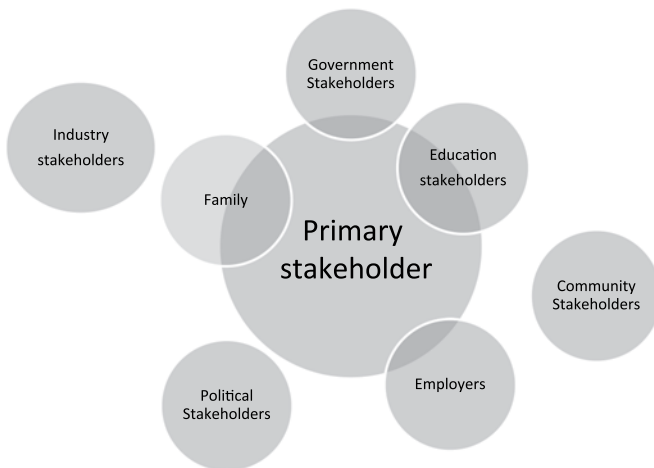 Government
Stakeholders
Industry
stakeholders
Education
stakeholders
Family
Primary
stakeholder
Community
Stakeholders
Employers
Political
Stakeholders